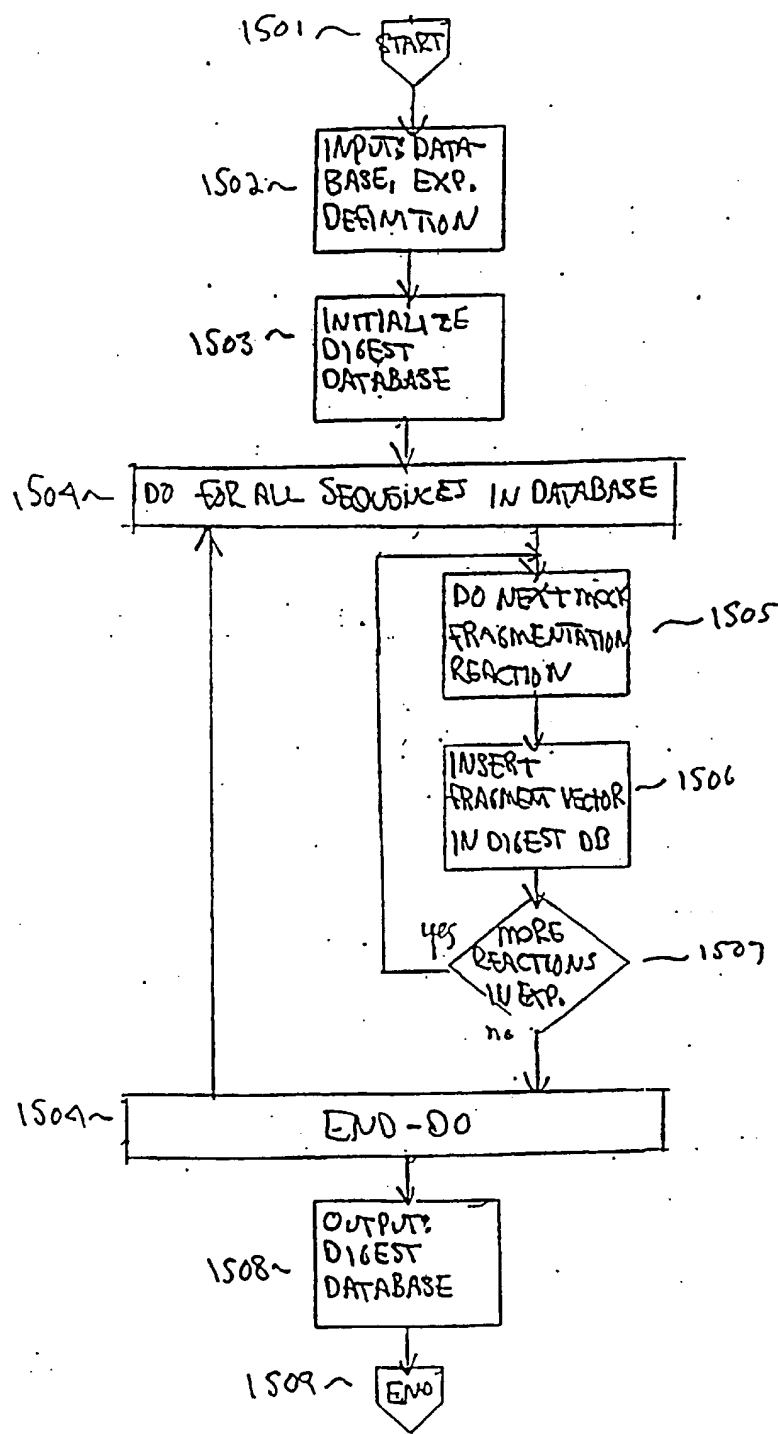 1501 ~ START
INPUT: DATA-
BASE, EXP.
DEFINITION
1502 ~
INITIALIZE
DIGEST
DATABASE
1503 ~
1504 ~ DO FOR ALL SEQUENCES IN DATABASE
DO NEXT MOCK
FRAGMENTATION
REACTION
~ 1505
INSERT
FRAGMENT VECTOR
IN DIGEST DB
~ 1506
yes
MORE
REACTIONS
IN EXP.
~ 1507
no
1504 ~ END-DO
OUTPUT:
DIGEST
DATABASE
1508 ~
1509 ~ END